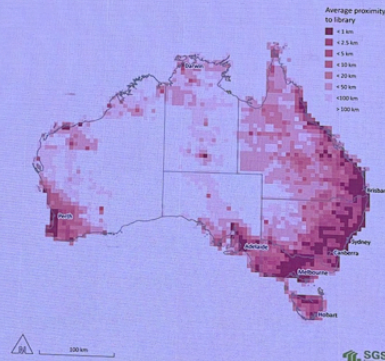 Average proximity
to library
< 1 km
< 2.5 km
< 5 km
< 10 km
< 20 km
< 50 km
<100 km
> 100 km
Darwin
Brisbane
Perth
Sydney
Adelaide
Canberra
Melbourne
Hobart
N
100 km
SGS